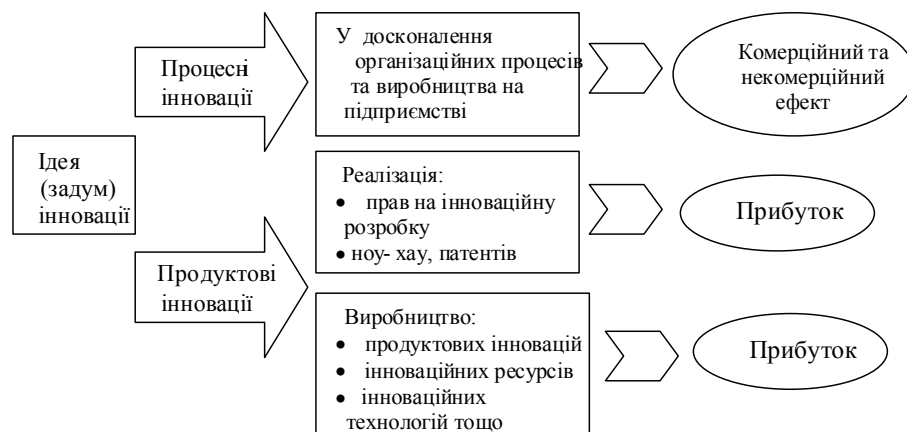 Ідея
(задум)
інновації
Процесні
інновації
У досконалення
організаційних процесів
та виробництва на
підприємстві
Комерційний та
некомерційний
ефект
Продуктові
інновації
Реалізація:
• прав на інноваційну
розробку
• ноу- хау, патентів
Прибуток
Виробництво:
• продуктових інновацій
• інноваційних ресурсів
• інноваційних
технологій тощо
Прибуток